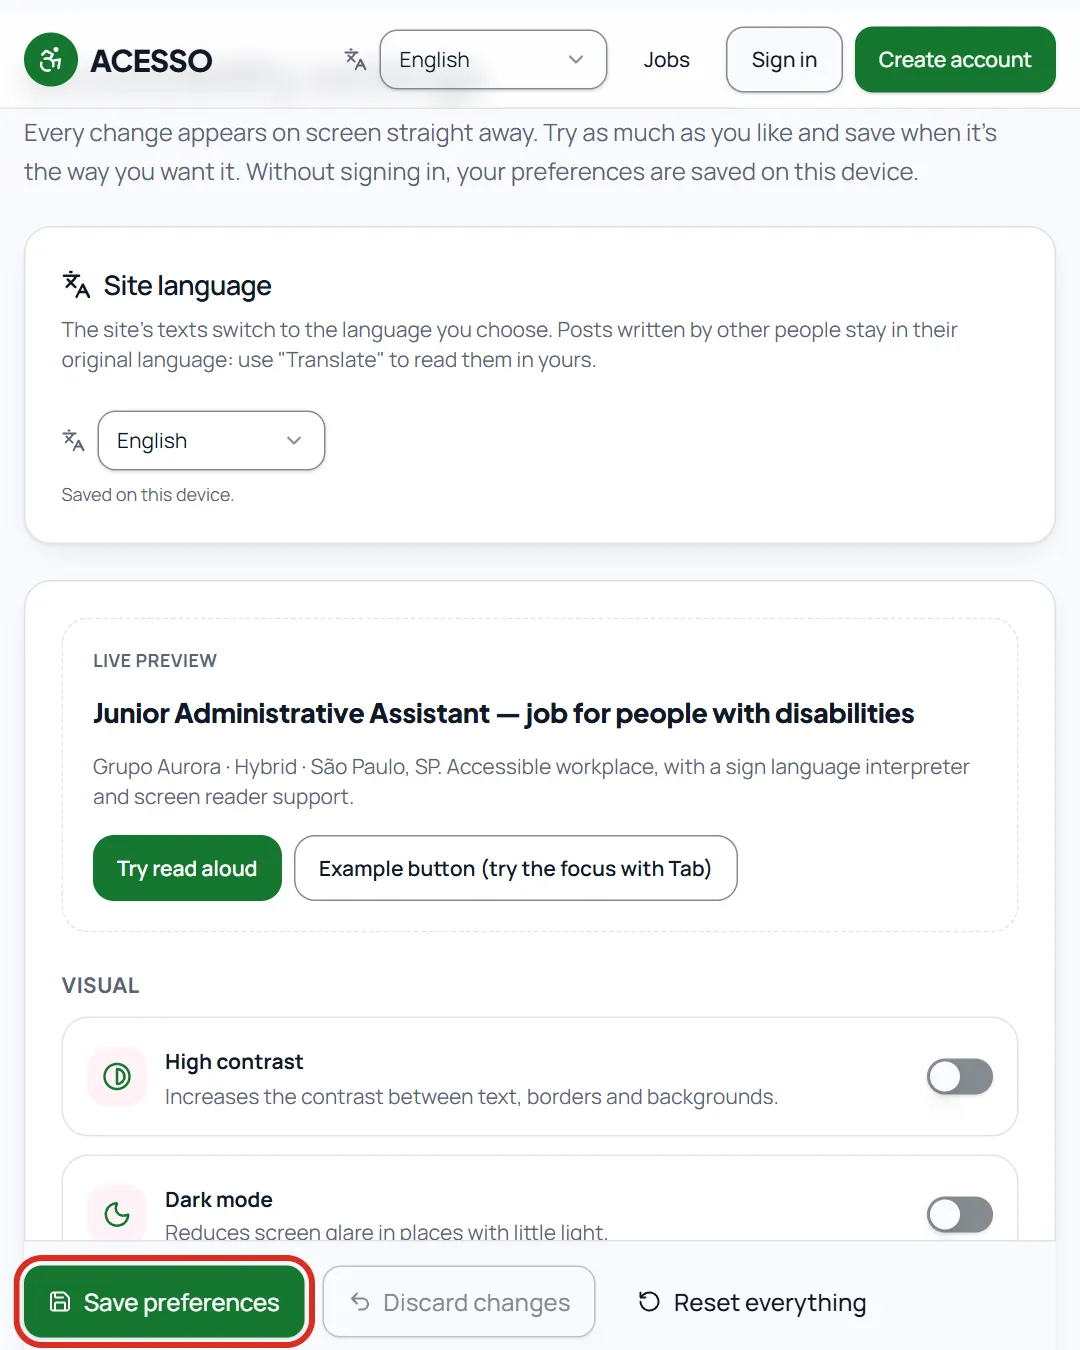 ACESSO
English
Jobs
Sign in
Create account
Every change appears on screen straight away. Try as much as you like and save when it's
the way you want it. Without signing in, your preferences are saved on this device.
Site language
The site's texts switch to the language you choose. Posts written by other people stay in their
original language: use "Translate" to read them in yours.
English
Saved on this device.
LIVE PREVIEW
Junior Administrative Assistant — job for people with disabilities
Grupo Aurora · Hybrid · São Paulo, SP. Accessible workplace, with a sign language interpreter
and screen reader support.
Try read aloud
Example button (try the focus with Tab)
VISUAL
High contrast
Increases the contrast between text, borders and backgrounds.
Dark mode
Reduces screen glare in places with little light.
Save preferences
Discard changes
Reset everything